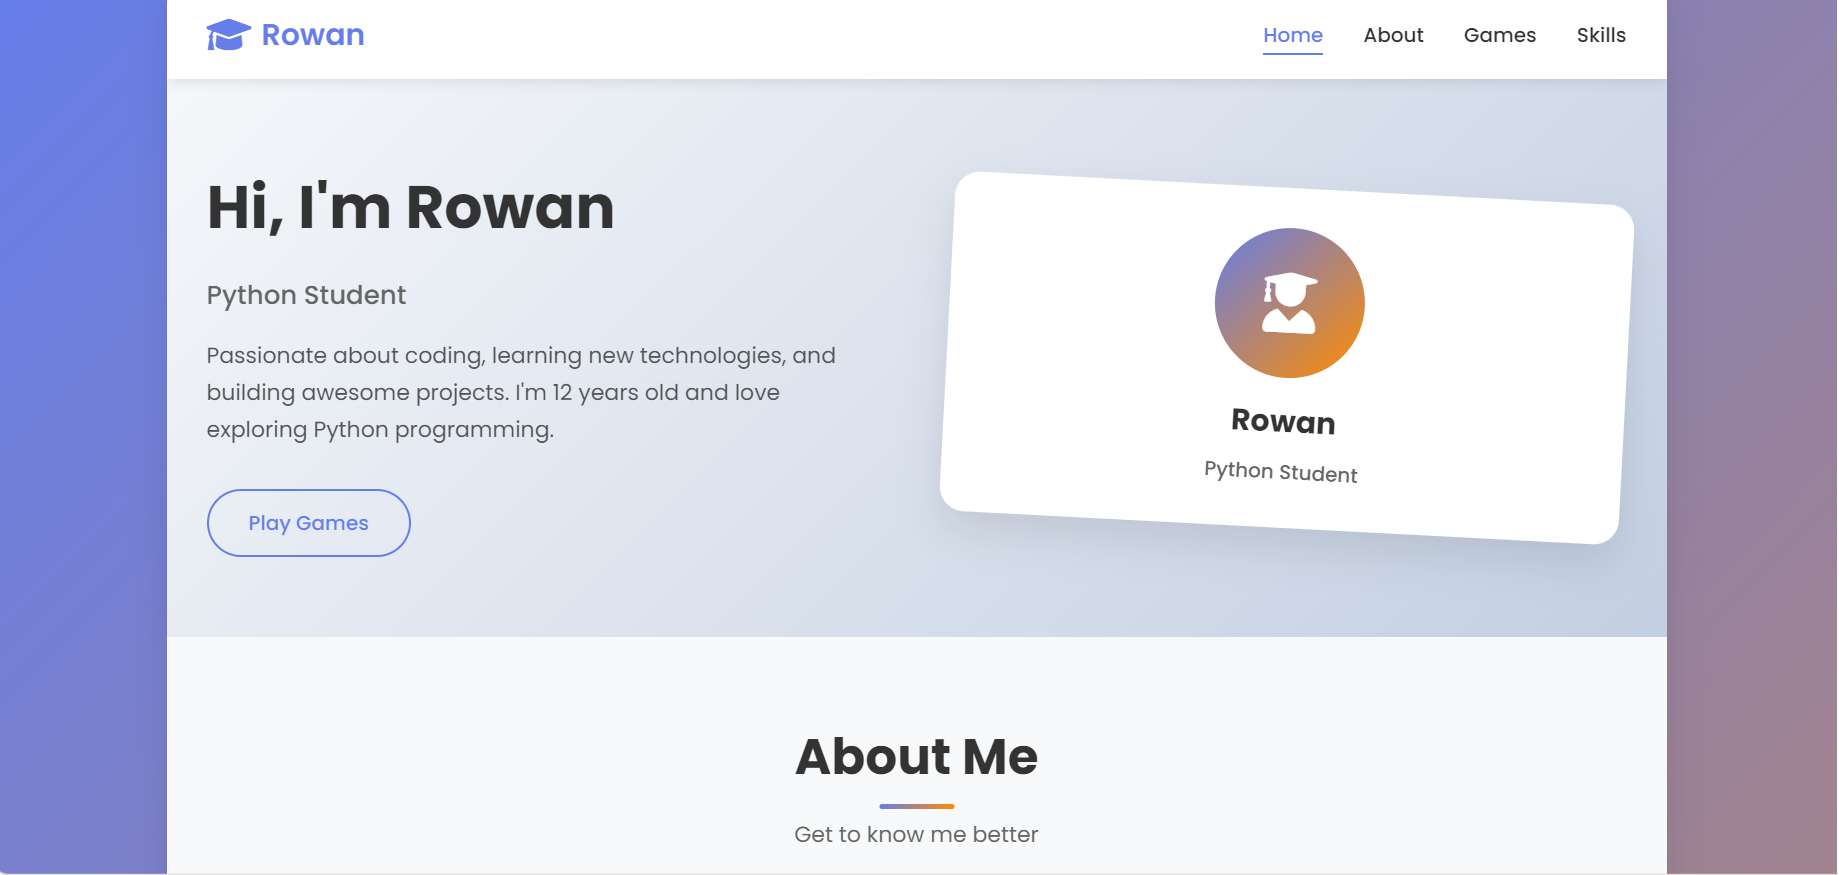 Rowan
Home About Games Skills
Hi, I'm Rowan
Python Student
Passionate about coding, learning new technologies, and
building awesome projects. I'm 12 years old and love
exploring Python programming.
Play Games
Rowan
Python Student
About Me
Get to know me better